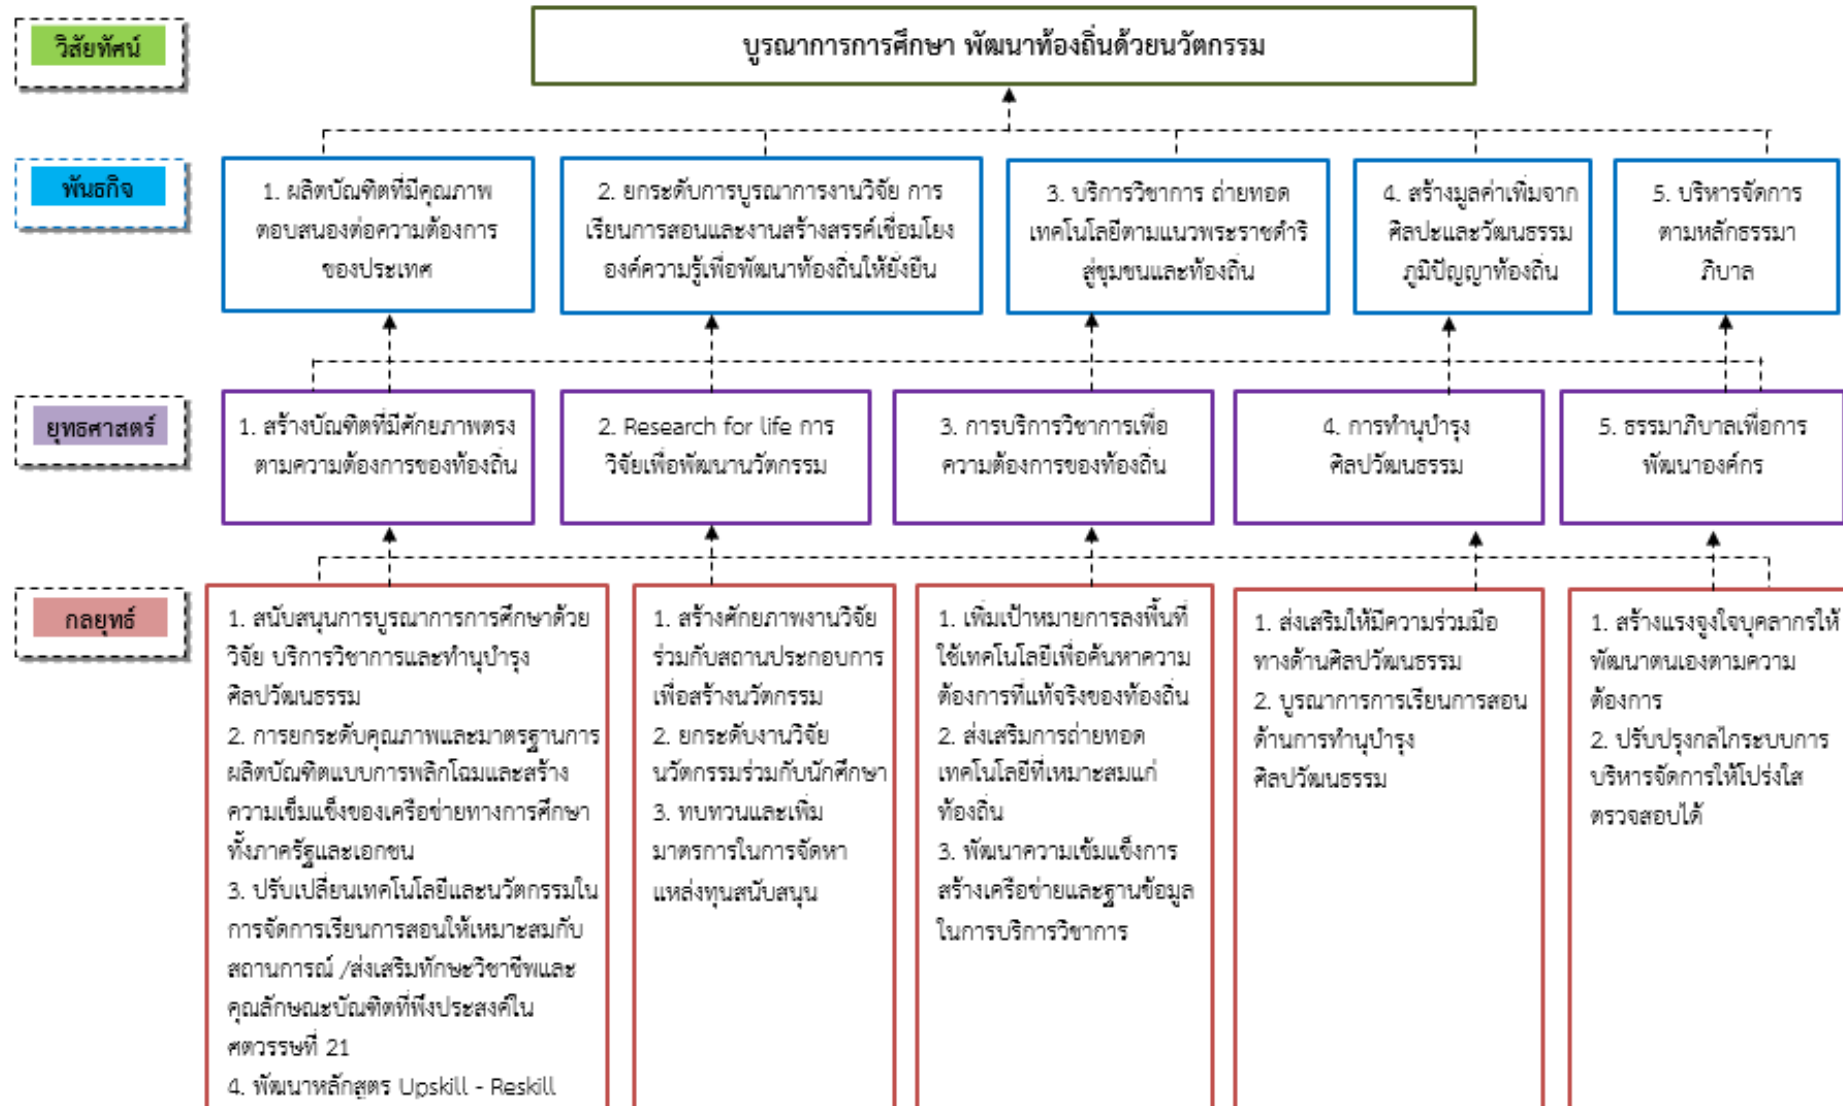 วิสัยทัศน์
บูรณาการการศึกษา พัฒนาท้องถิ่นด้วยนวัตกรรม
พันธกิจ
1. ผลิตบัณฑิตที่มีคุณภาพ
ตอบสนองต่อความต้องการ
ของประเทศ
2. ยกระดับการบูรณาการงานวิจัย การ
เรียนการสอนและงานสร้างสรรค์เชื่อมโยง
องค์ความรู้เพื่อพัฒนาท้องถิ่นให้ยั่งยืน
3. บริการวิชาการ ถ่ายทอด
เทคโนโลยีตามแนวพระราชดำริ
สู่ชุมชนและท้องถิ่น
4. สร้างมูลค่าเพิ่มจาก
ศิลปะและวัฒนธรรม
ภูมิปัญญาท้องถิ่น
5. บริหารจัดการ
ตามหลักธรรมา
ภิบาล
ยุทธศาสตร์
1. สร้างบัณฑิตที่มีศักยภาพตรง
ตามความต้องการของท้องถิ่น
2. Research for life การ
วิจัยเพื่อพัฒนานวัตกรรม
3. การบริการวิชาการเพื่อ
ความต้องการของท้องถิ่น
4. การทำนุบำรุง
ศิลปวัฒนธรรม
5. ธรรมาภิบาลเพื่อการ
พัฒนาองค์กร
กลยุทธ์
1. สนับสนุนการบูรณาการการศึกษาด้วย
วิจัย บริการวิชาการและทำนุบำรุง
ศิลปวัฒนธรรม
2. การยกระดับคุณภาพและมาตรฐานการ
ผลิตบัณฑิตแบบการพลิกโฉมและสร้าง
ความเข็มแข็งของเครือข่ายทางการศึกษา
ทั้งภาครัฐและเอกชน
3. ปรับเปลี่ยนเทคโนโลยีและนวัตกรรมใน
การจัดการเรียนการสอนให้เหมาะสมกับ
สถานการณ์ /ส่งเสริมทักษะวิชาชีพและ
คุณลักษณะบัณฑิตที่พึงประสงค์ใน
ศตวรรษที่ 21
4. พัฒนาหลักสูตร Upskill - Reskill
1. สร้างศักยภาพงานวิจัย
ร่วมกับสถานประกอบการ
เพื่อสร้างนวัตกรรม
2. ยกระดับงานวิจัย
นวัตกรรมร่วมกับนักศึกษา
3. ทบทวนและเพิ่ม
มาตรการในการจัดหา
แหล่งทุนสนับสนุน
1. เพิ่มเป้าหมายการลงพื้นที่
ใช้เทคโนโลยีเพื่อค้นหาความ
ต้องการที่แท้จริงของท้องถิ่น
2. ส่งเสริมการถ่ายทอด
เทคโนโลยีที่เหมาะสมแก่
ท้องถิ่น
3. พัฒนาความเข้มแข็งการ
สร้างเครือข่ายและฐานข้อมูล
ในการบริการวิชาการ
1. ส่งเสริมให้มีความร่วมมือ
ทางด้านศิลปวัฒนธรรม
2. บูรณาการการเรียนการสอน
ด้านการทำนุบำรุง
ศิลปวัฒนธรรม
1. สร้างแรงจูงใจบุคลากรให้
พัฒนาตนเองตามความ
ต้องการ
2. ปรับปรุงกลไกระบบการ
บริหารจัดการให้โปร่งใส
ตรวจสอบได้